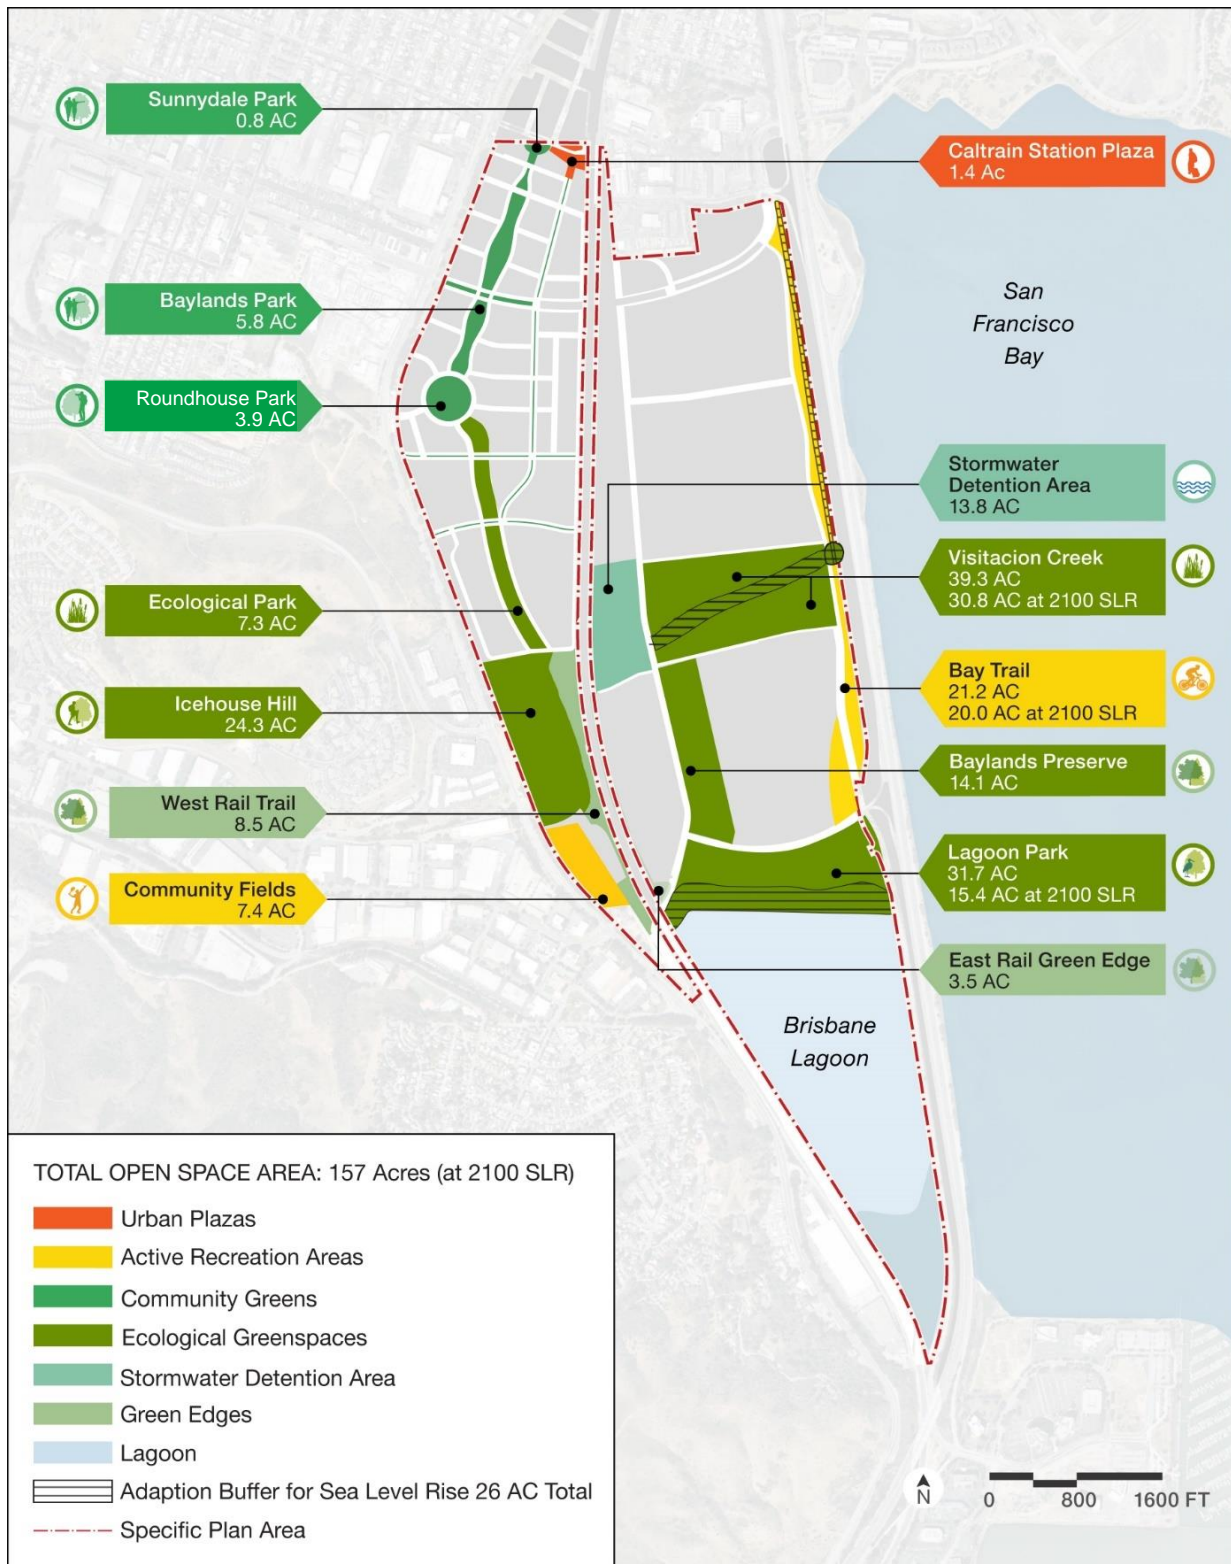 Sunnydale Park
0.8 AC
Caltrain Station Plaza
1.4 Ac
Baylands Park
5.8 AC
San
Francisco
Bay
Roundhouse Park
3.9 AC
Stormwater
Detention Area
13.8 AC
Visitacion Creek
39.3 AC
30.8 AC at 2100 SLR
Ecological Park
7.3 AC
Bay Trail
21.2 AC
20.0 AC at 2100 SLR
Icehouse Hill
24.3 AC
Baylands Preserve
14.1 AC
West Rail Trail
8.5 AC
Lagoon Park
31.7 AC
15.4 AC at 2100 SLR
Community Fields
7.4 AC
East Rail Green Edge
3.5 AC
Brisbane
Lagoon
TOTAL OPEN SPACE AREA: 157 Acres (at 2100 SLR)
Urban Plazas
Active Recreation Areas
Community Greens
Ecological Greenspaces
Stormwater Detention Area
Green Edges
Lagoon
Adaption Buffer for Sea Level Rise 26 AC Total
Specific Plan Area
N
0 800 1600 FT